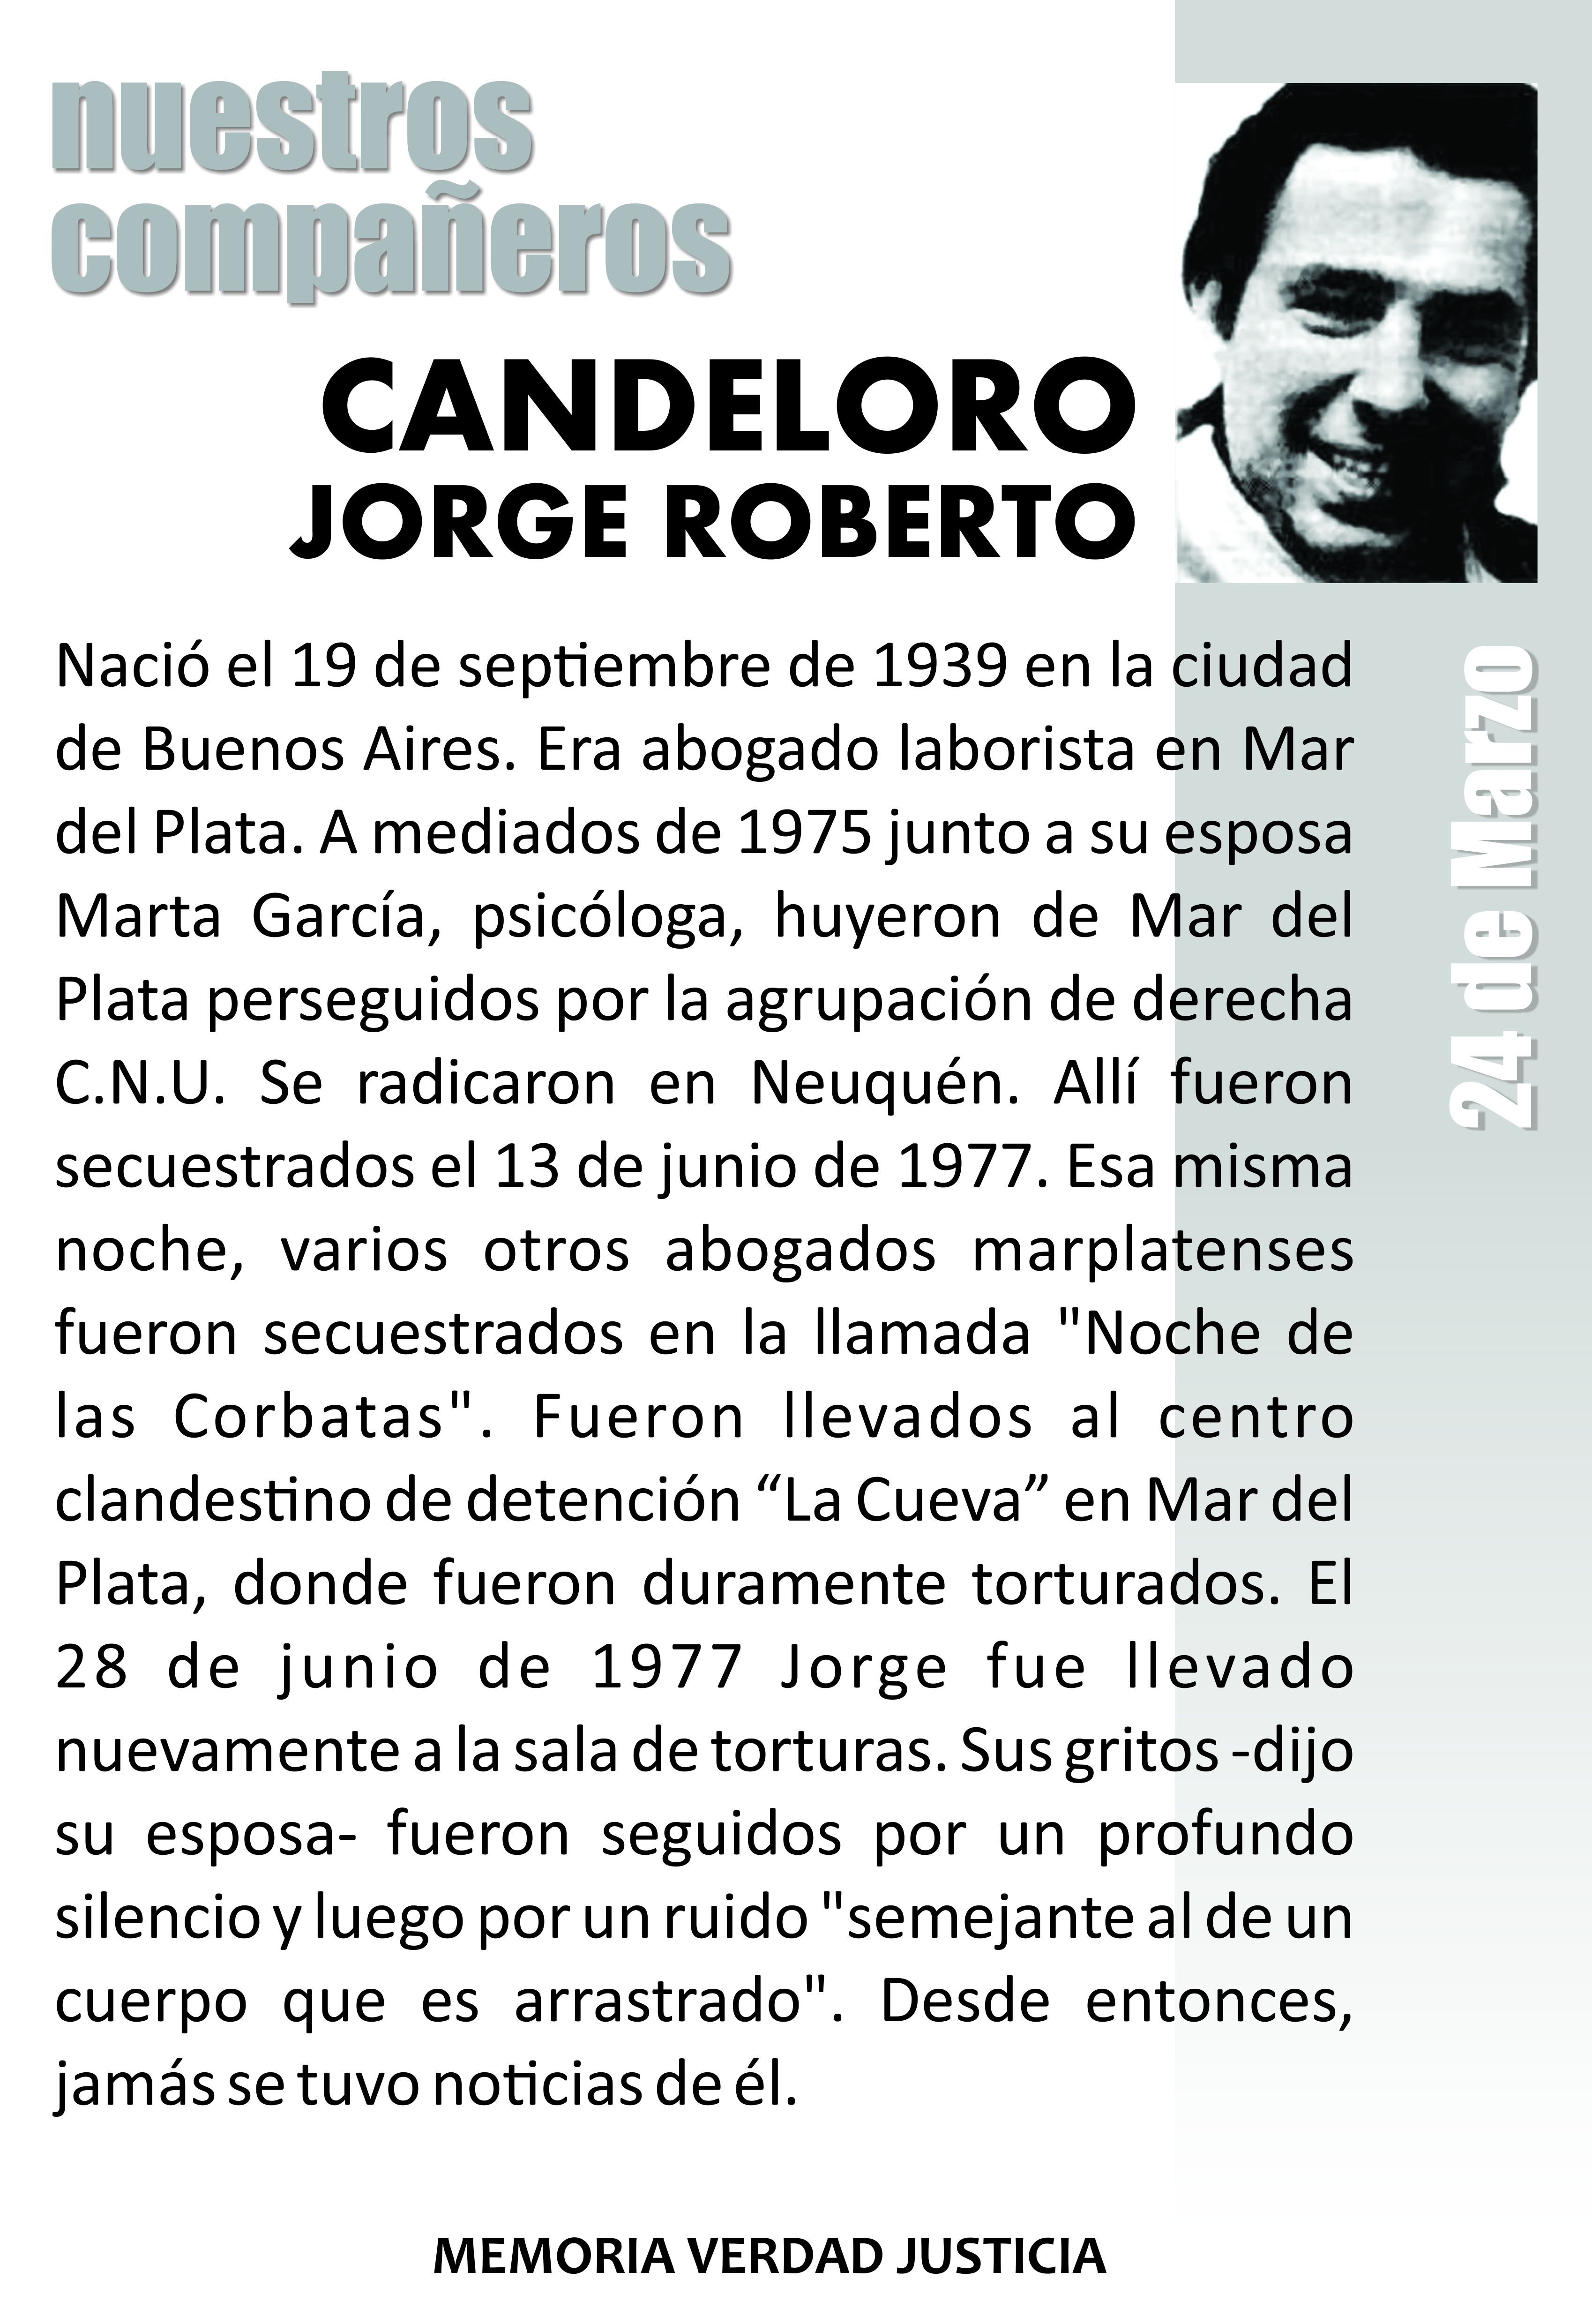 nuestros
compañeros
CANDELORO
JORGE ROBERTO
Nació el 19 de septiembre de 1939 en la ciudad
de Buenos Aires. Era abogado laborista en Mar
del Plata. A mediados de 1975 junto a su esposa
Marta García, psicóloga, huyeron de Mar del
Plata perseguidos por la agrupación de derecha
C.N.U. Se radicaron en Neuquén. Allí fueron
secuestrados el 13 de junio de 1977. Esa misma
noche, varios otros abogados marplatenses
fueron secuestrados en la llamada "Noche de
las Corbatas". Fueron llevados al centro
clandestino de detención “La Cueva” en Mar del
Plata, donde fueron duramente torturados. El
28 de junio de 1977 Jorge fue llevado
nuevamente a la sala de torturas. Sus gritos -dijo
su esposa- fueron seguidos por un profundo
silencio y luego por un ruido "semejante al de un
cuerpo que es arrastrado". Desde entonces,
jamás se tuvo noticias de él.
24 de Marzo
MEMORIA VERDAD JUSTICIA